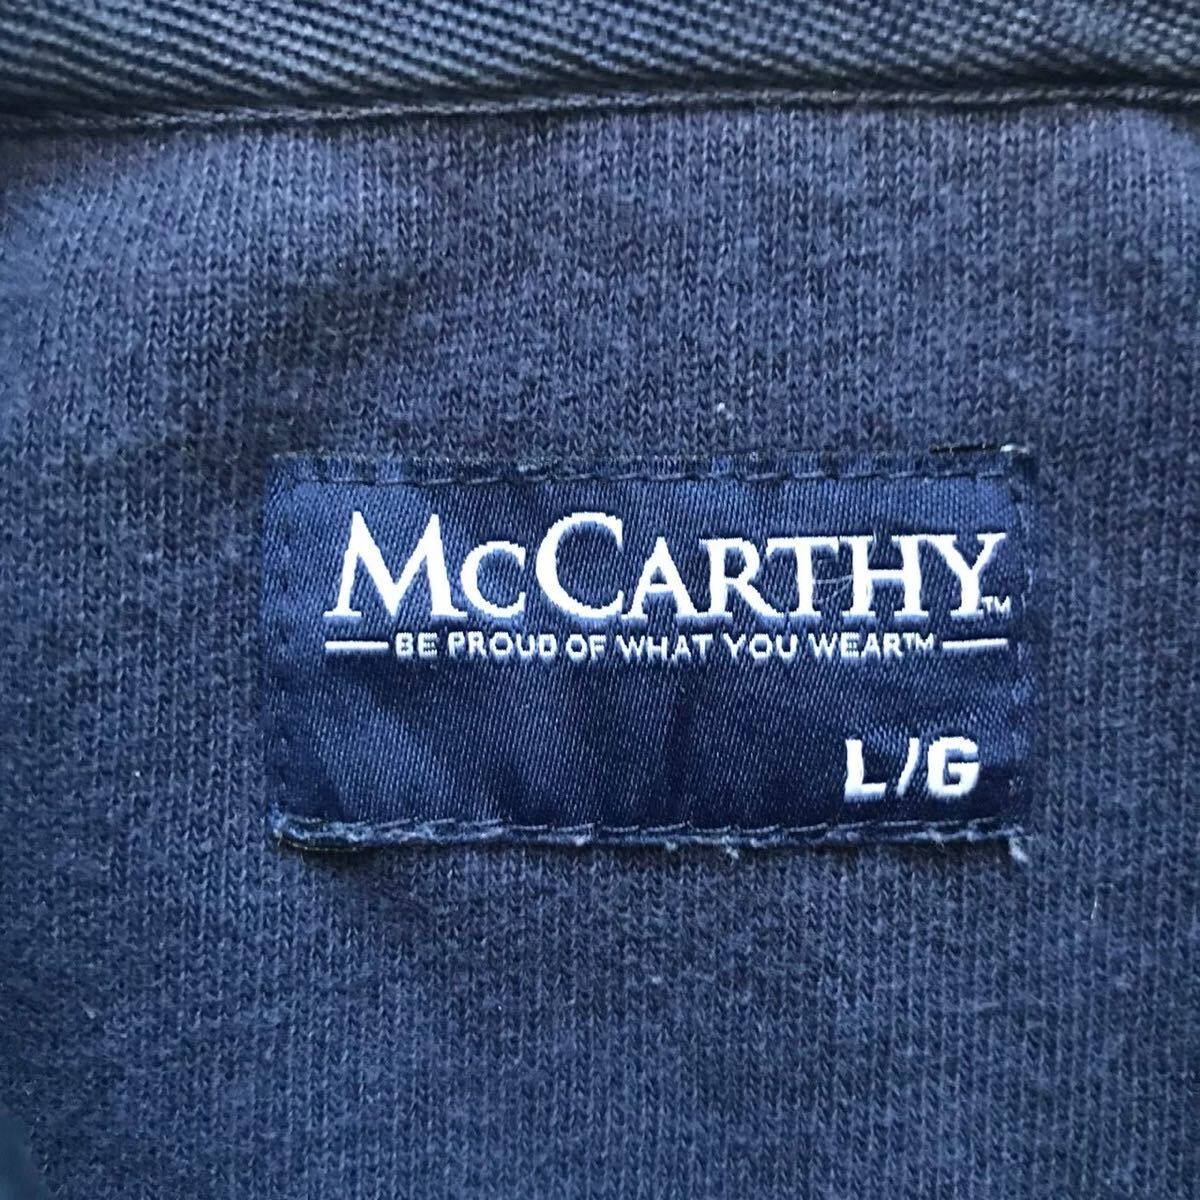 McCARTHY™
BE PROUD OF WHAT YOU WEAR™
L/G